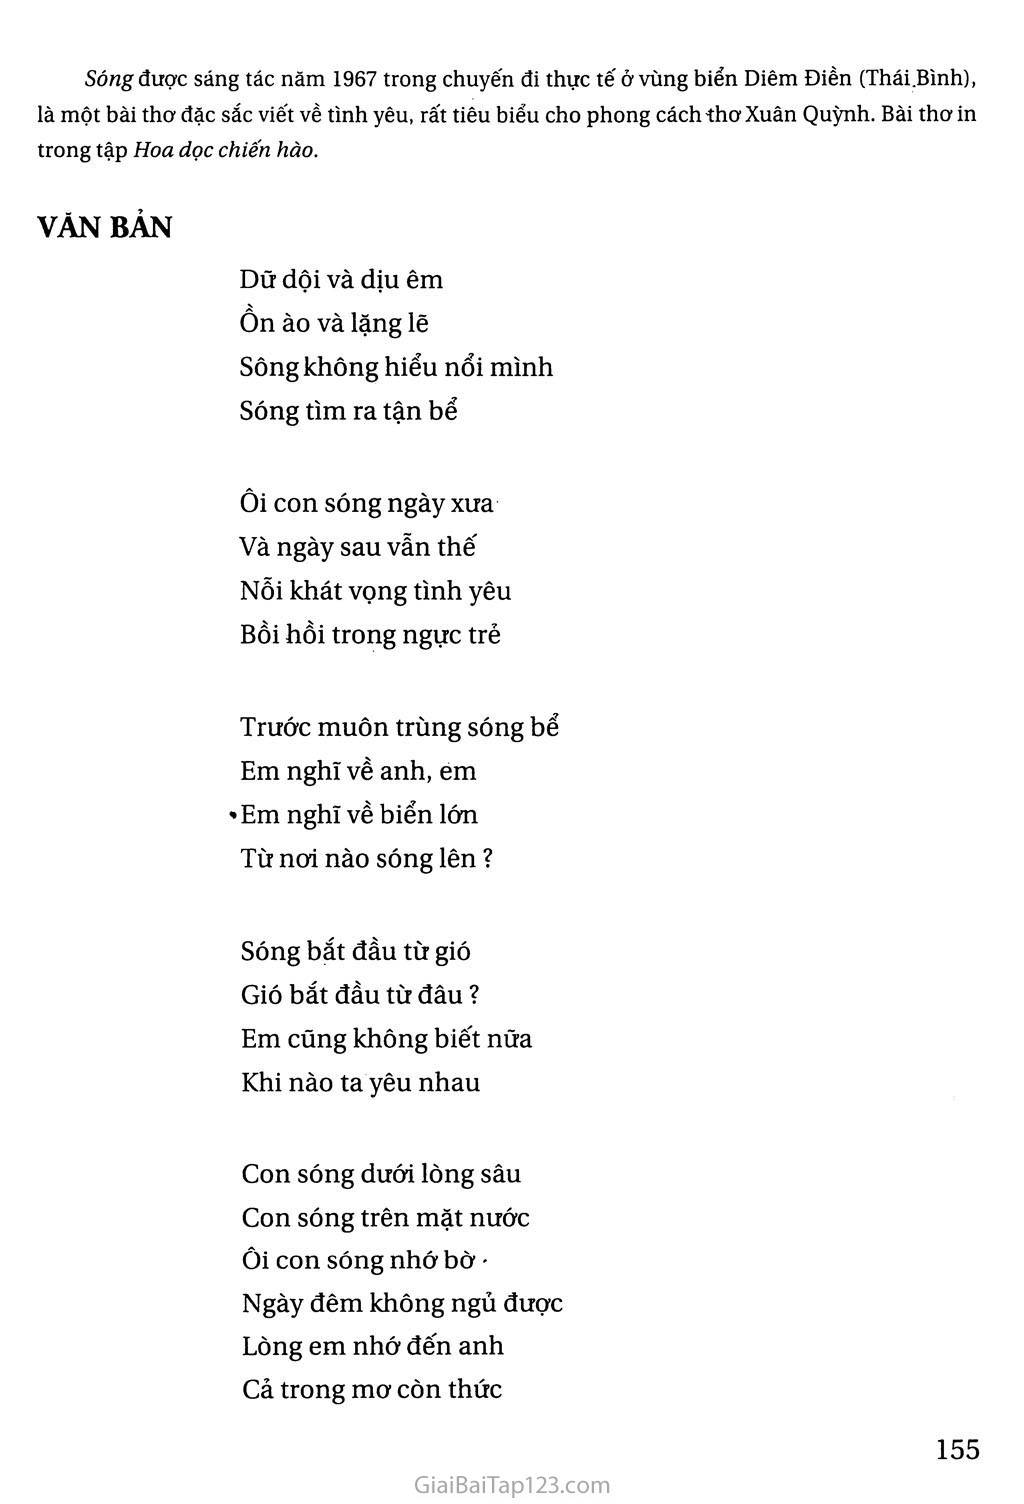 Sóng được sáng tác năm 1967 trong chuyến đi thực tế ở vùng biển Diêm Điền (Thái Bình),
là một bài thơ đặc sắc viết về tình yêu, rất tiêu biểu cho phong cách thơ Xuân Quỳnh. Bài thơ in
trong tập Hoa dọc chiến hào.
VĂN BẢN
Dữ dội và dịu êm
Ồn ào và lặng lẽ
Sông không hiểu nổi mình
Sóng tìm ra tận bể
Ôi con sóng ngày xưa
Và ngày sau vẫn thế
Nỗi khát vọng tình yêu
Bồi hồi trong ngực trẻ
Trước muôn trùng sóng bể
Em nghĩ về anh, em
Em nghĩ về biển lớn
Từ nơi nào sóng lên ?
Sóng bắt đầu từ gió
Gió bắt đầu từ đâu ?
Em cũng không biết nữa
Khi nào ta yêu nhau
Con sóng dưới lòng sâu
Con sóng trên mặt nước
Ôi con sóng nhớ bờ
Ngày đêm không ngủ được
Lòng em nhớ đến anh
Cả trong mơ còn thức
155
GiaiBaiTap123.com